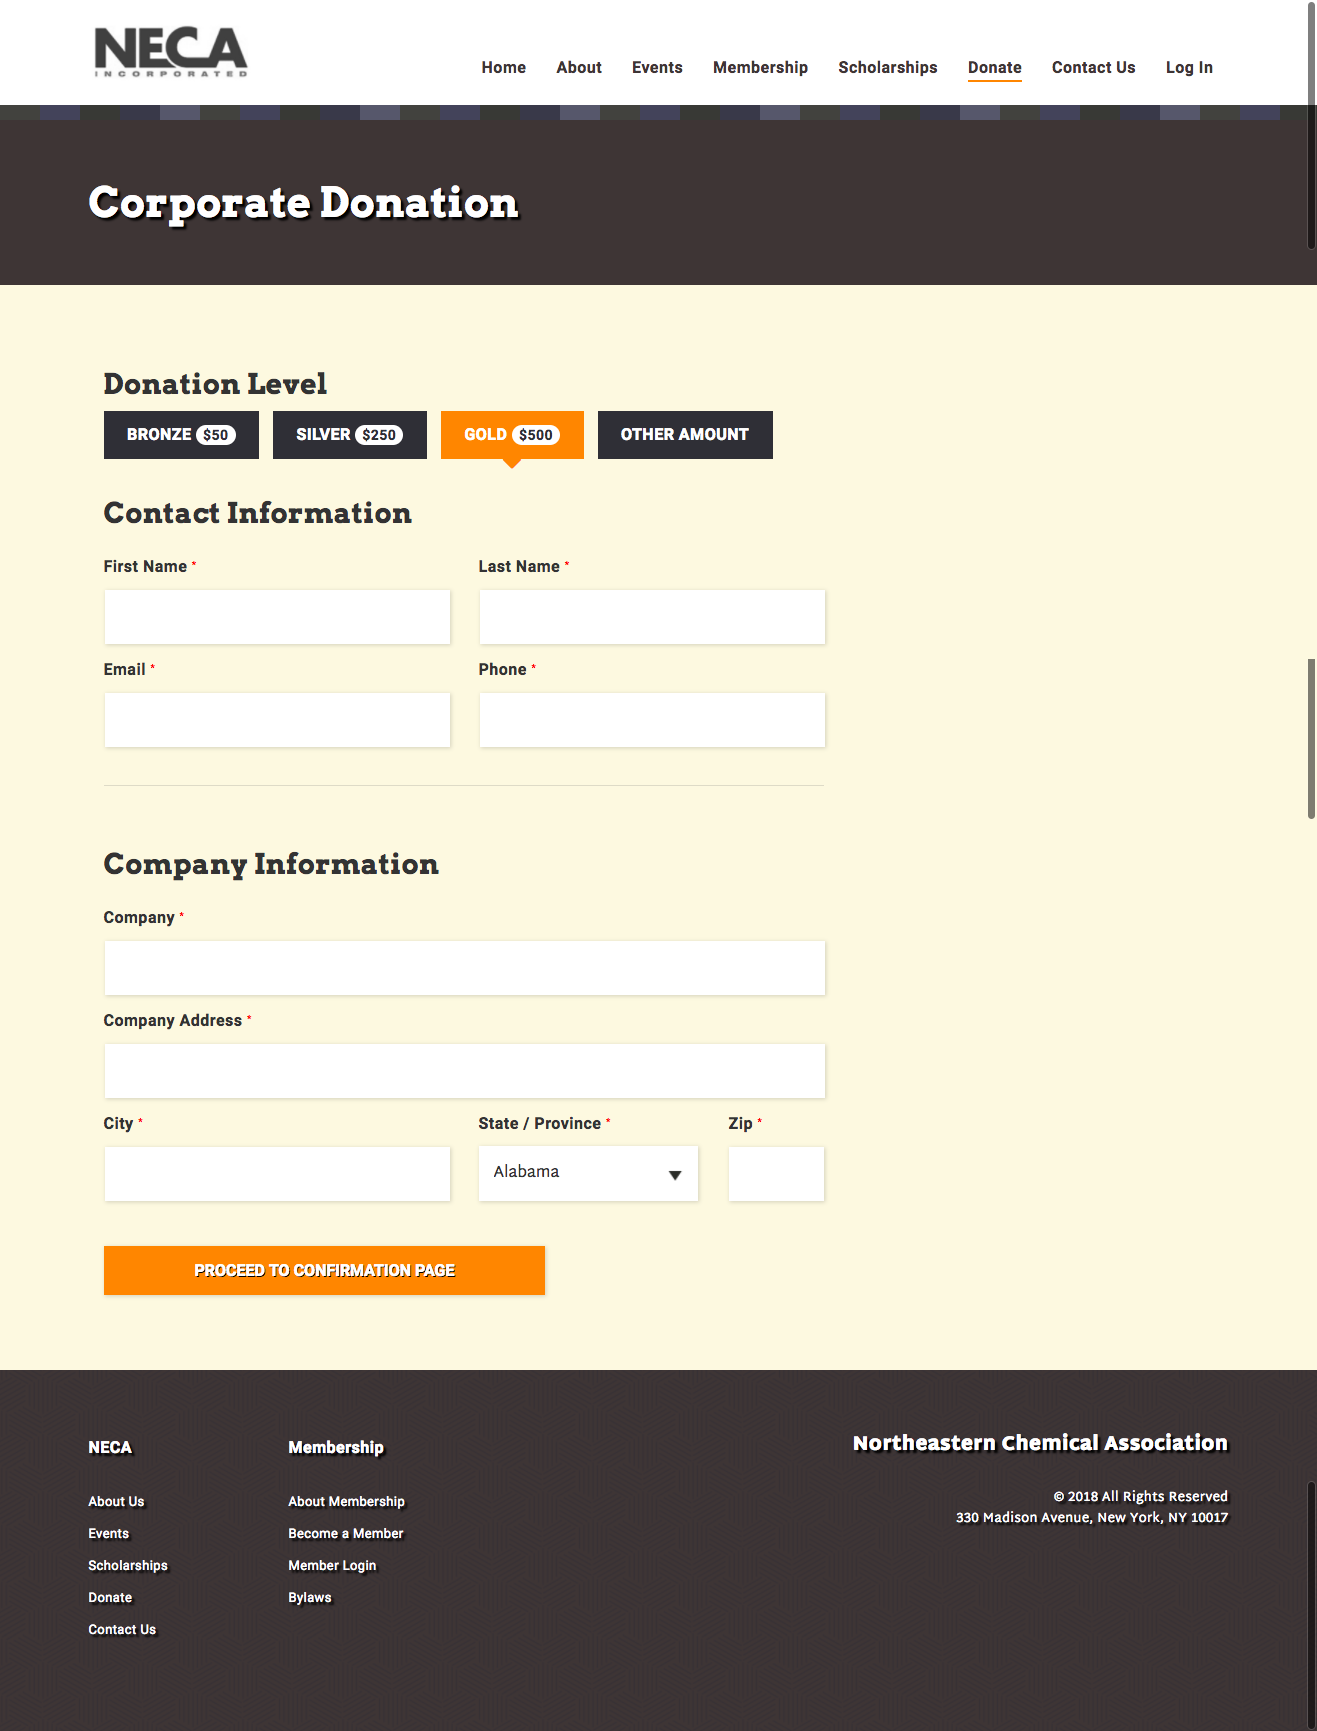 NECA
INCORPORATED
Home About Events Membership Scholarships Donate Contact Us Log In
Corporate Donation
Donation Level
BRONZE $50 SILVER $250 GOLD $500 OTHER AMOUNT
Contact Information
First Name * Last Name *
Email * Phone *
Company Information
Company *
Company Address *
City * State / Province * Zip *
Alabama
PROCEED TO CONFIRMATION PAGE
NECA
About Us
Events
Scholarships
Donate
Contact Us
Membership
About Membership
Become a Member
Member Login
Bylaws
Northeastern Chemical Association
© 2018 All Rights Reserved
330 Madison Avenue, New York, NY 10017